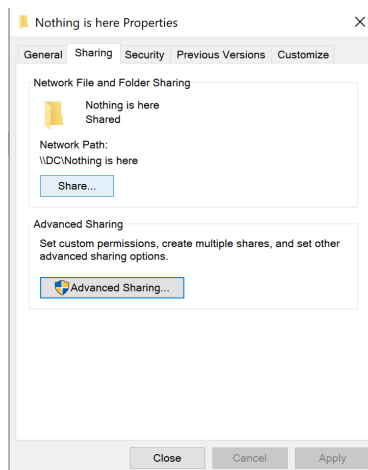 Nothing is here Properties
General Sharing Security Previous Versions Customize
Network File and Folder Sharing
Nothing is here
Shared
Network Path:
\\DC\Nothing is here
Share...
Advanced Sharing
Set custom permissions, create multiple shares, and set other
advanced sharing options.
Advanced Sharing...
Close Cancel Apply